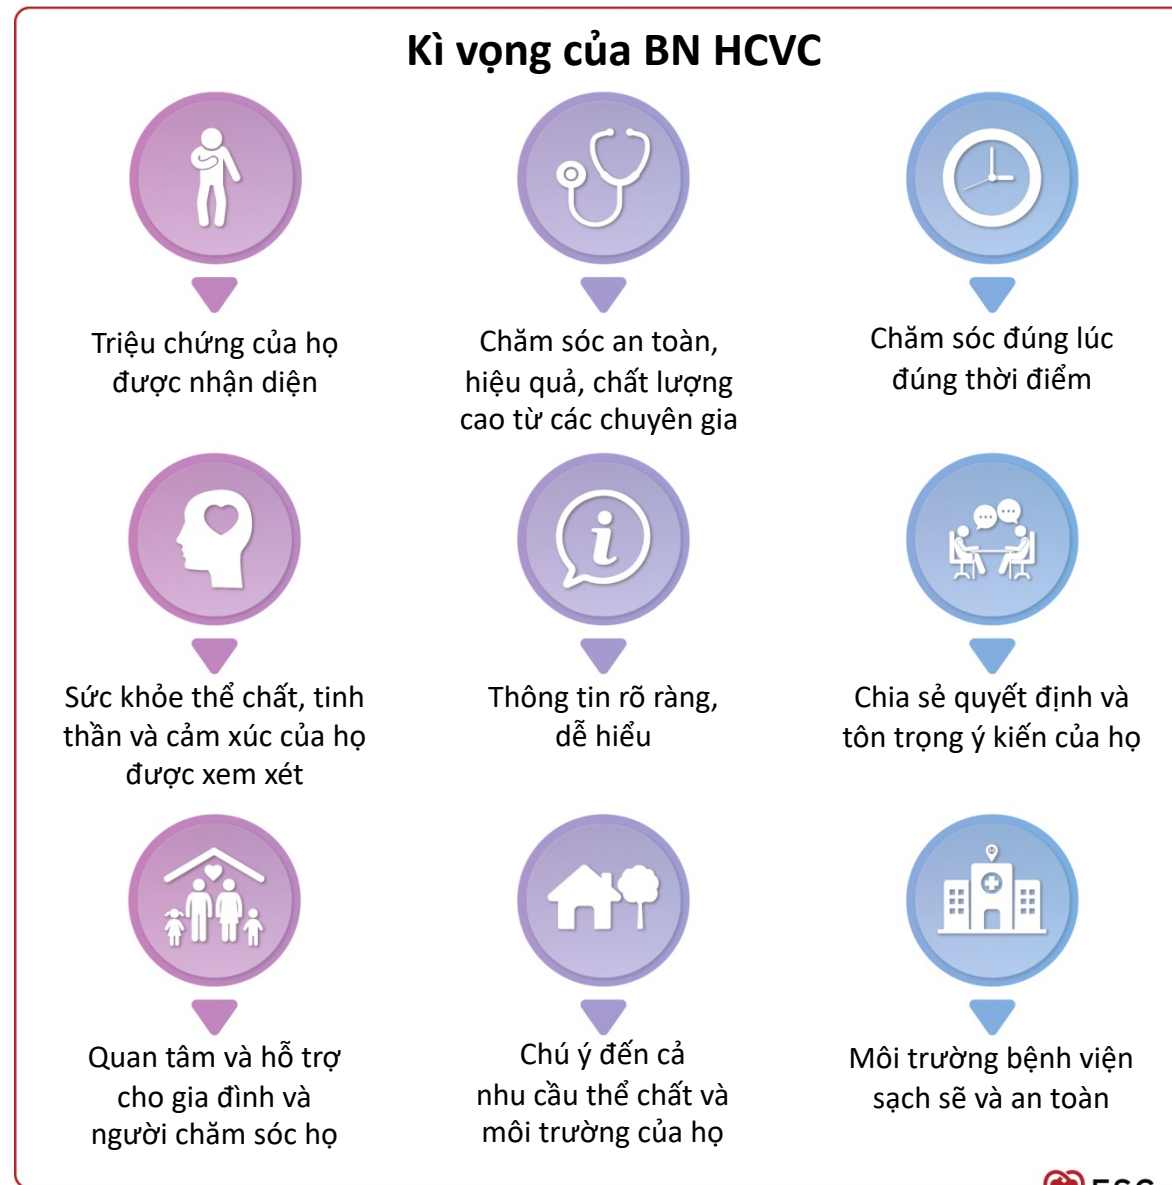 Kì vọng của BN HCVC
Triệu chứng của họ
được nhận diện
Chăm sóc an toàn,
hiệu quả, chất lượng
cao từ các chuyên gia
Chăm sóc đúng lúc
đúng thời điểm
Sức khỏe thể chất, tinh
thần và cảm xúc của họ
được xem xét
Thông tin rõ ràng,
dễ hiểu
Chia sẻ quyết định và
tôn trọng ý kiến của họ
Quan tâm và hỗ trợ
cho gia đình và
người chăm sóc họ
Chú ý đến cả
nhu cầu thể chất và
môi trường của họ
Môi trường bệnh viện
sạch sẽ và an toàn
ESC